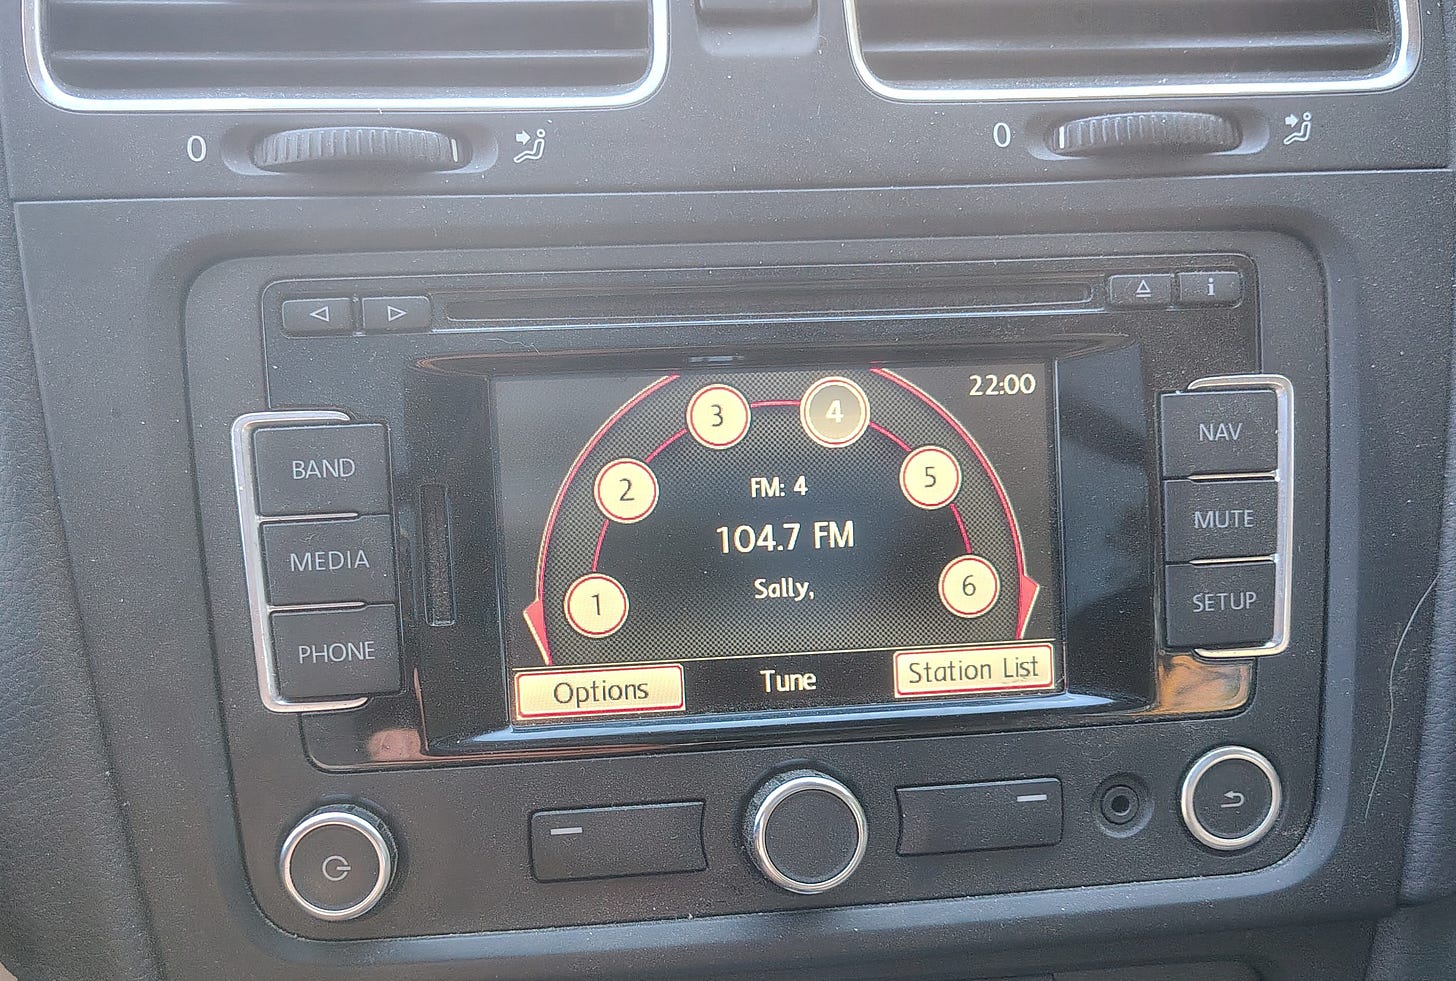 0
0
i
22:00
BAND
MEDIA
PHONE
1
2
3
4
5
6
FM: 4
104.7 FM
Sally,
Options
Tune
Station List
NAV
MUTE
SETUP